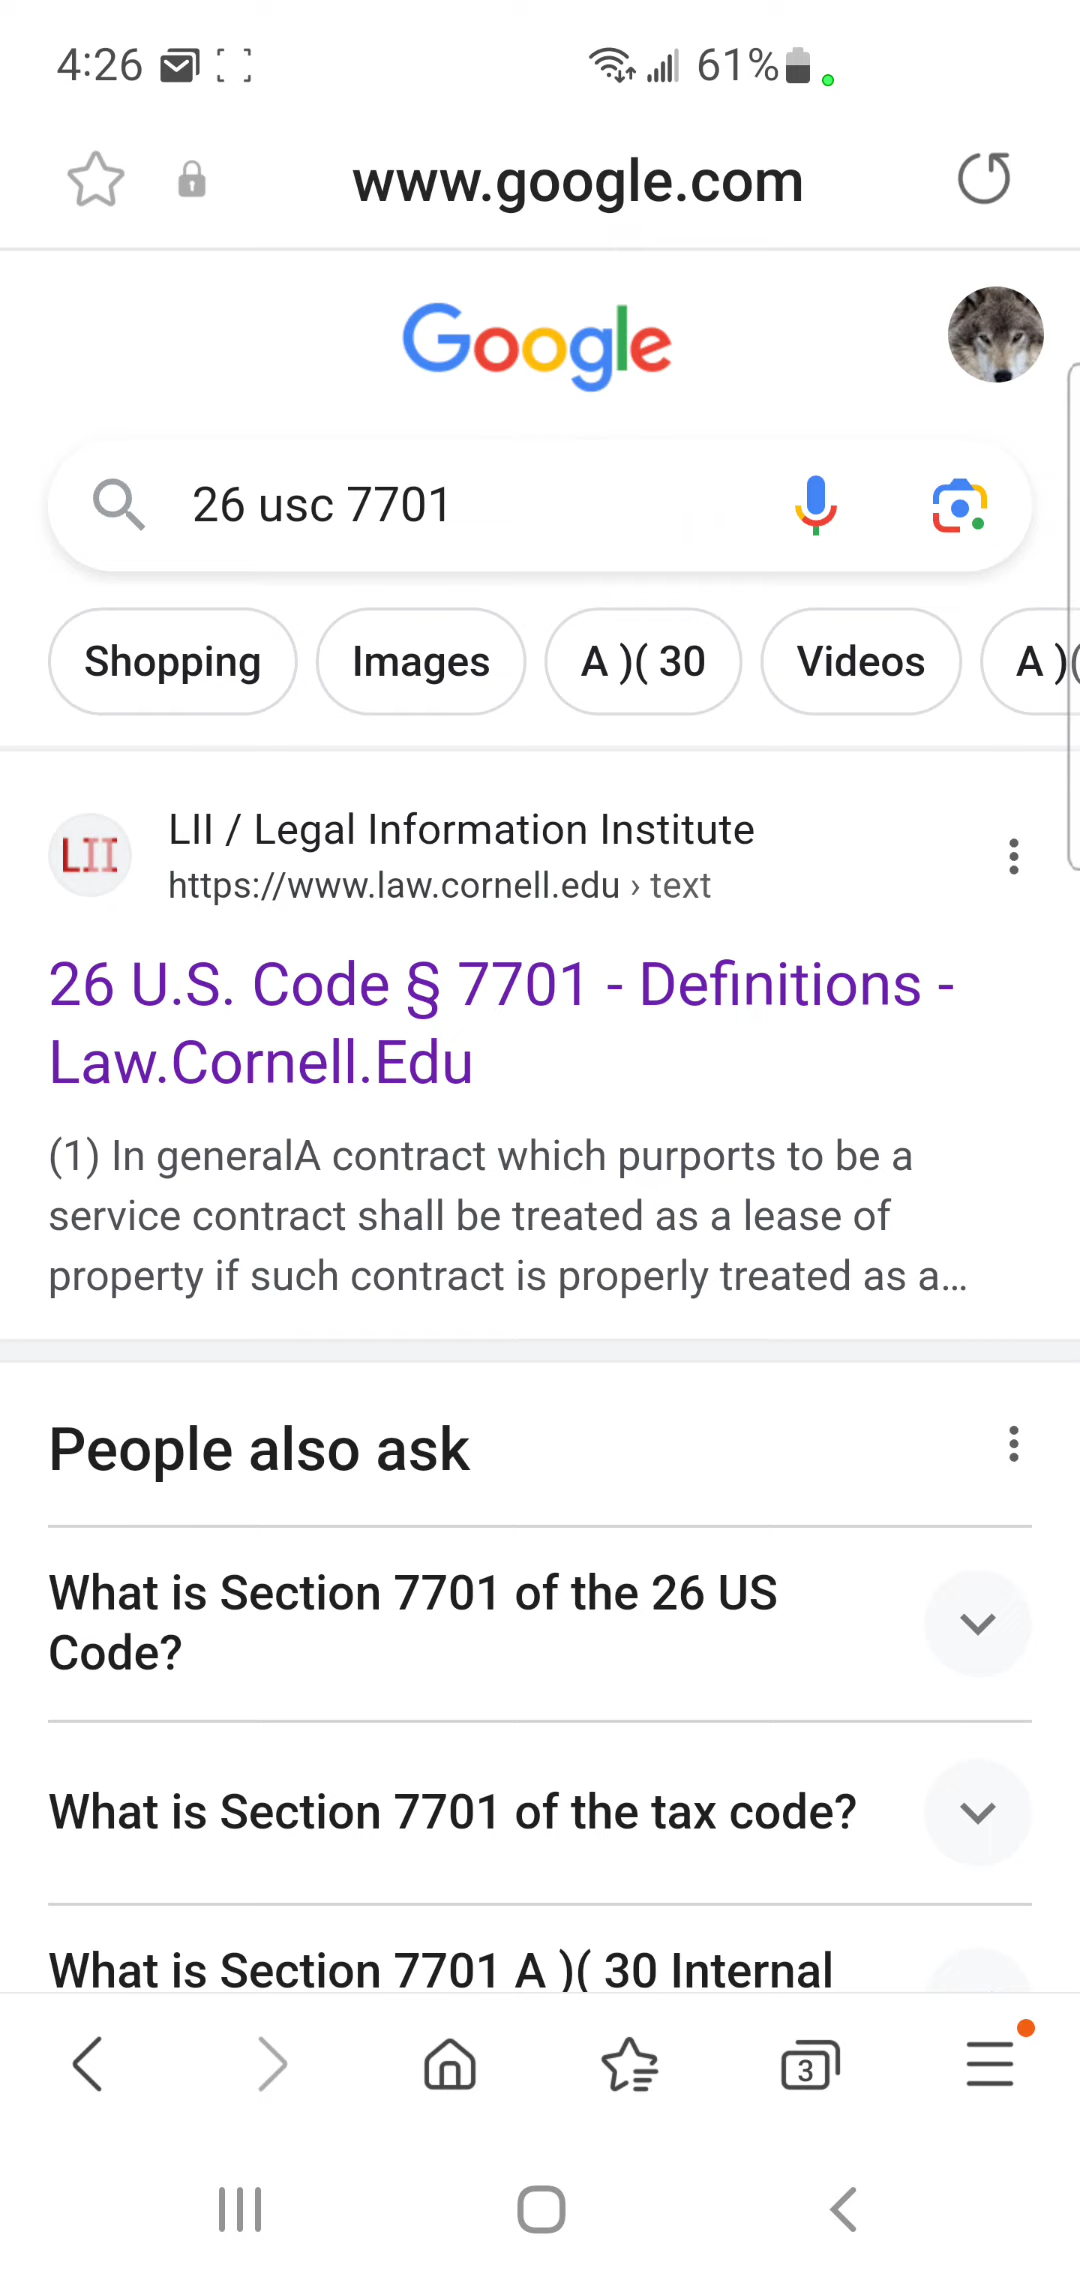 4:26 61%
www.google.com
Google
26 usc 7701
Shopping Images A )( 30 Videos A )(
LII
LII / Legal Information Institute
https://www.law.cornell.edu › text
26 U.S. Code § 7701 - Definitions -
Law.Cornell.Edu
(1) In generalA contract which purports to be a
service contract shall be treated as a lease of
property if such contract is properly treated as a...
People also ask
What is Section 7701 of the 26 US
Code?
What is Section 7701 of the tax code?
What is Section 7701 A )( 30 Internal
3